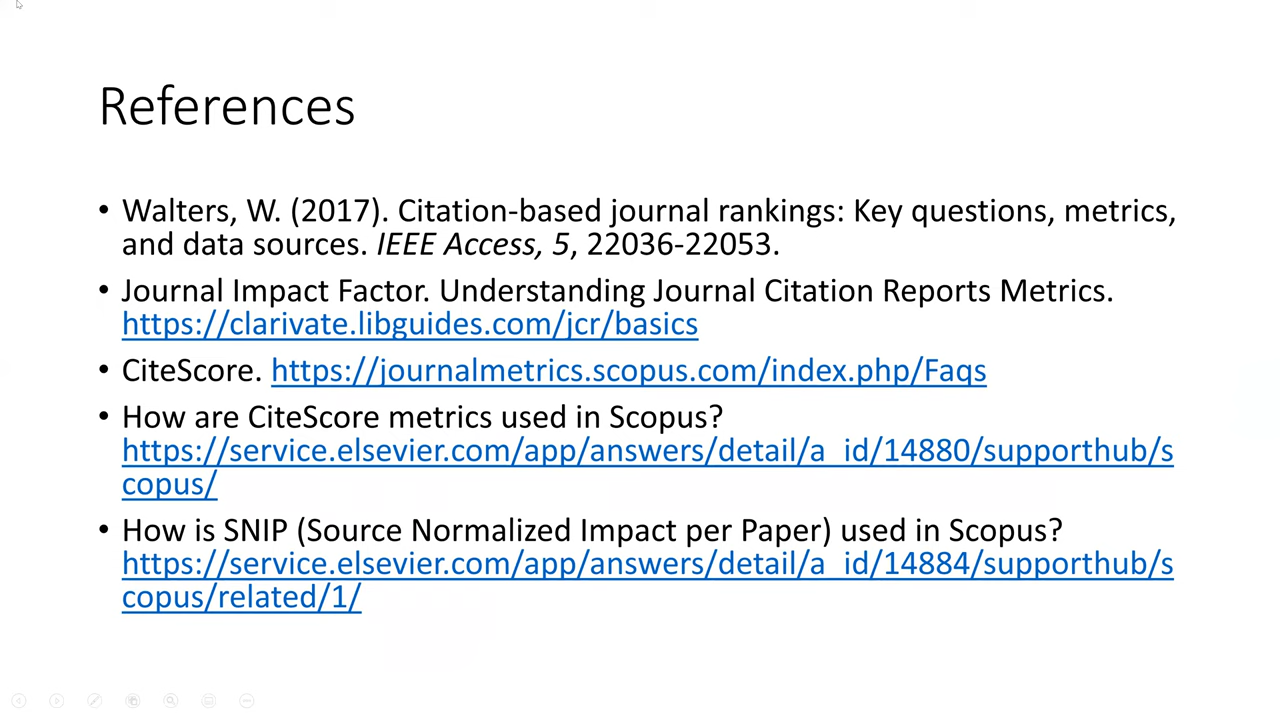 References
• Walters, W. (2017). Citation-based journal rankings: Key questions, metrics,
and data sources. IEEE Access, 5, 22036-22053.
• Journal Impact Factor. Understanding Journal Citation Reports Metrics.
https://clarivate.libguides.com/jcr/basics
• CiteScore. https://journalmetrics.scopus.com/index.php/Faqs
• How are CiteScore metrics used in Scopus?
https://service.elsevier.com/app/answers/detail/a_id/14880/supporthub/s
copus/
• How is SNIP (Source Normalized Impact per Paper) used in Scopus?
https://service.elsevier.com/app/answers/detail/a_id/14884/supporthub/s
copus/related/1/